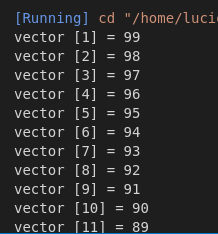 [Running] cd "/home/luci
vector [1] = 99
vector [2] = 98
vector [3] = 97
vector [4] = 96
vector [5] = 95
vector [6] = 94
vector [7] = 93
vector [8] = 92
vector [9] = 91
vector [10] = 90
vector [11] = 89